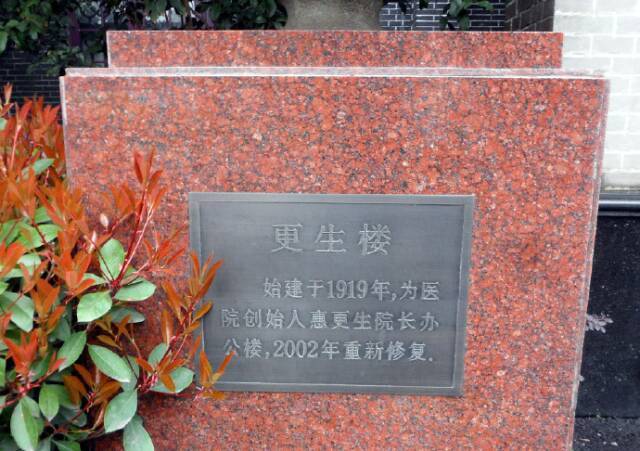 更生楼
始建于1919年,为医
院创始人惠更生院长办
公楼,2002年重新修复.